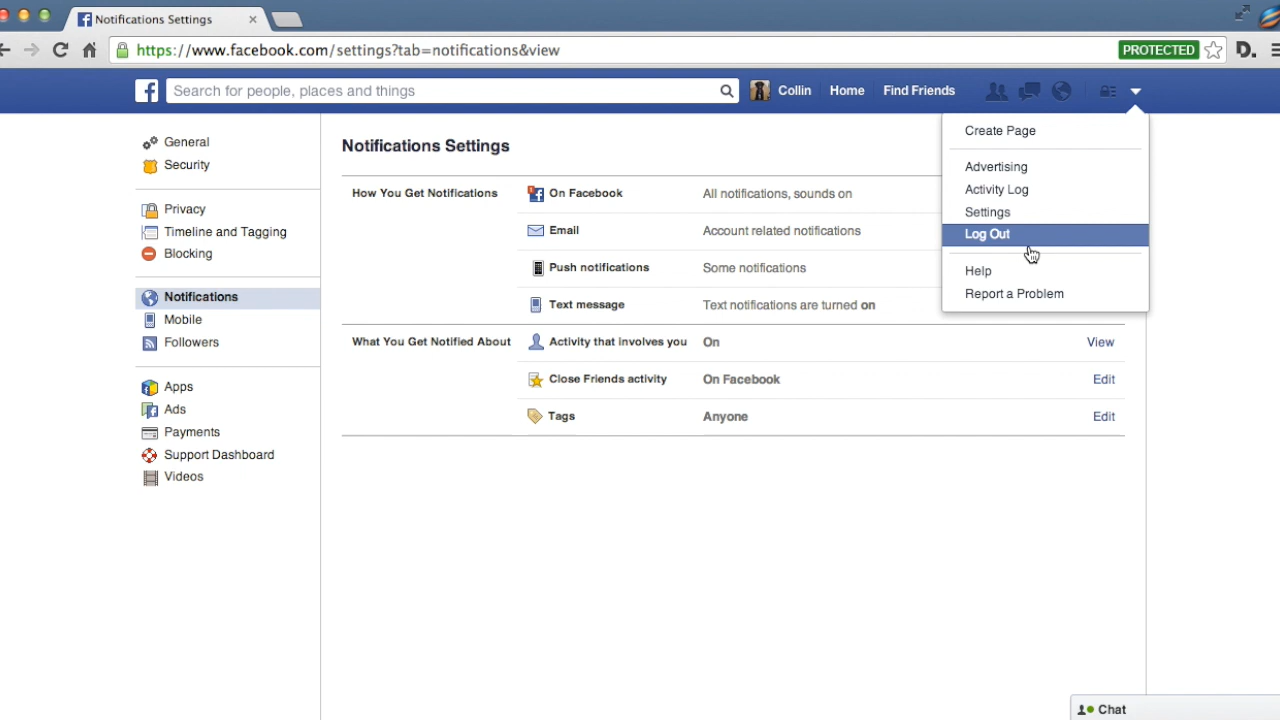 Notifications Settings
https://www.facebook.com/settings?tab=notifications&view
PROTECTED
D.
Search for people, places and things
Collin Home Find Friends
Create Page
Advertising
Activity Log
Settings
Log Out
Help
Report a Problem
General
Security
Privacy
Timeline and Tagging
Blocking
Notifications
Mobile
Followers
Apps
Ads
Payments
Support Dashboard
Videos
Notifications Settings
How You Get Notifications On Facebook All notifications, sounds on
Email Account related notifications
Push notifications Some notifications
Text message Text notifications are turned on
What You Get Notified About Activity that involves you On View
Close Friends activity On Facebook Edit
Tags Anyone Edit
Chat